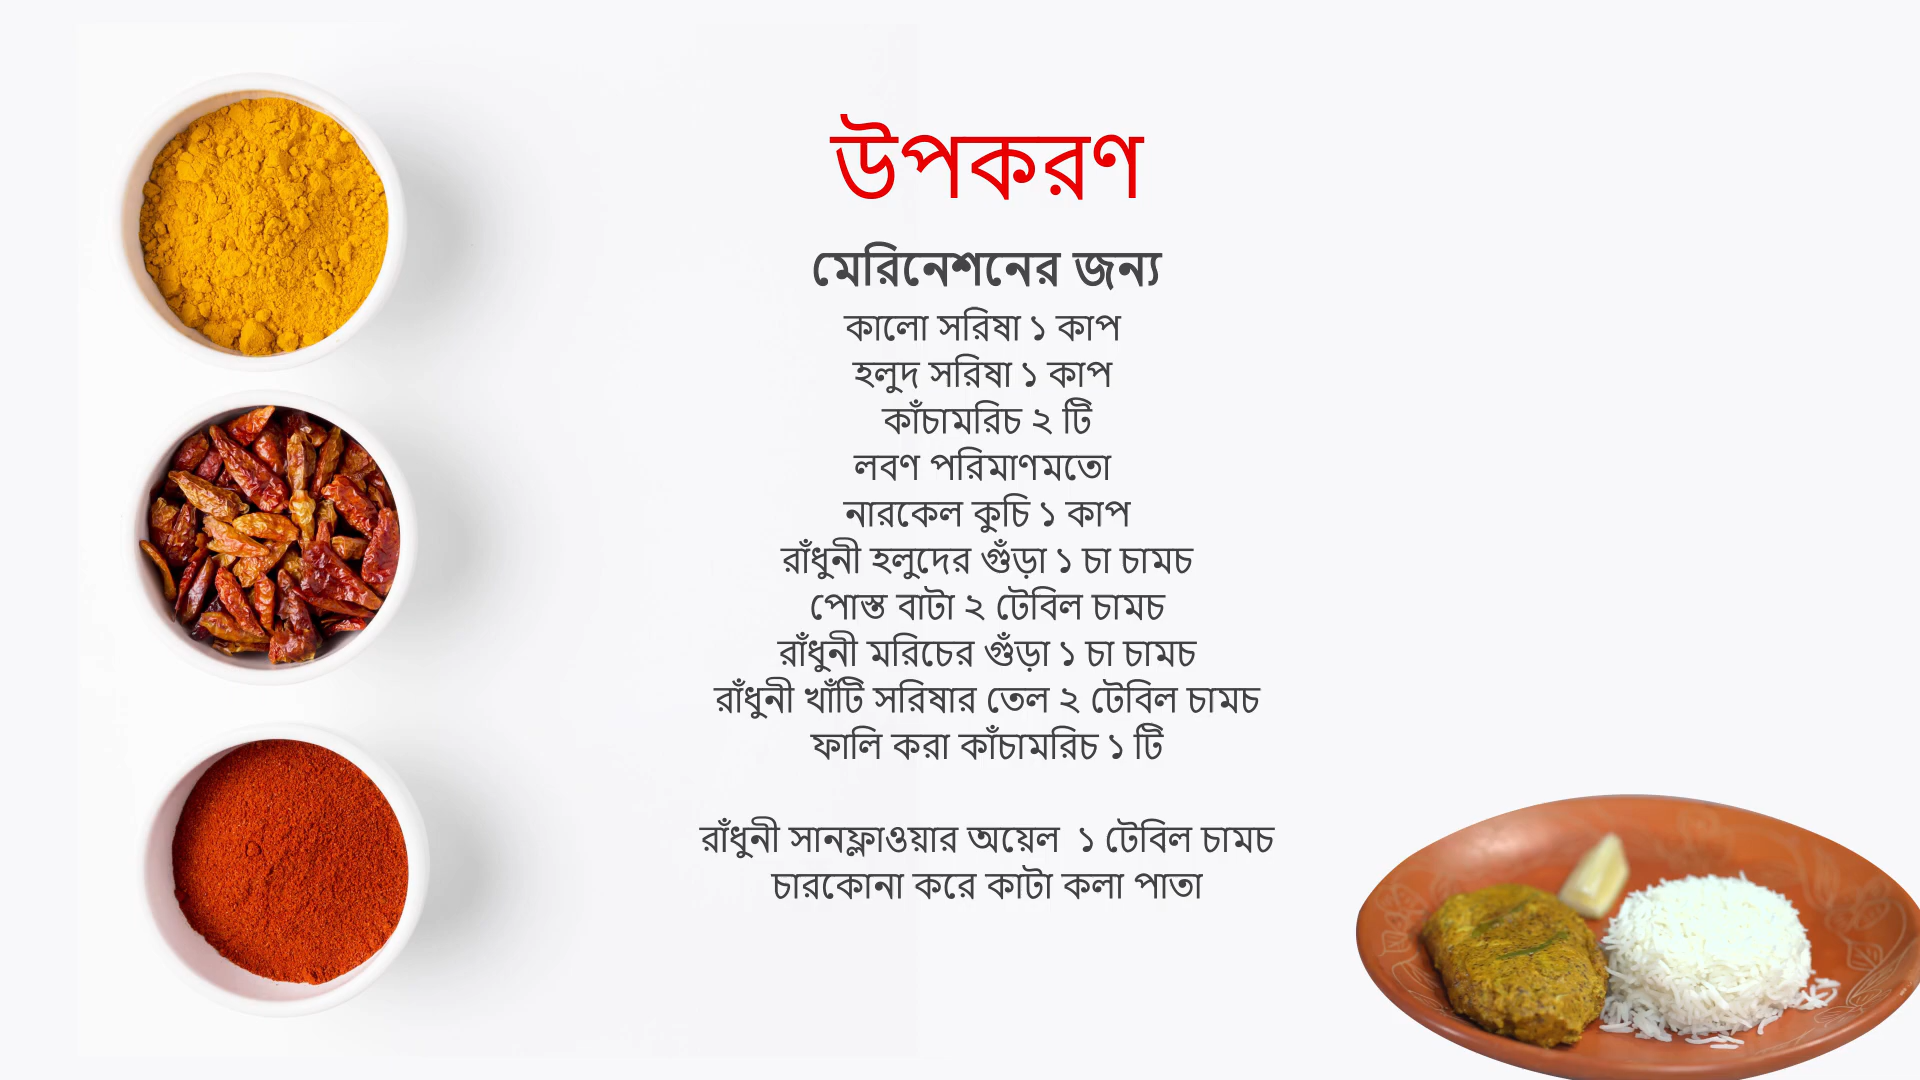 উপকরণ
মেরিনেশনের জন্য
কালো সরিষা ১ কাপ
হলুদ সরিষা ১ কাপ
কাঁচামরিচ ২ টি
লবণ পরিমাণমতো
নারকেল কুচি ১ কাপ
রাঁধুনী হলুদের গুঁড়া ১ চা চামচ
পোস্ত বাটা ২ টেবিল চামচ
রাঁধুনী মরিচের গুঁড়া ১ চা চামচ
রাঁধুনী খাঁটি সরিষার তেল ২ টেবিল চামচ
ফালি করা কাঁচামরিচ ১ টি
রাঁধুনী সানফ্লাওয়ার অয়েল ১ টেবিল চামচ
চারকোনা করে কাটা কলা পাতা